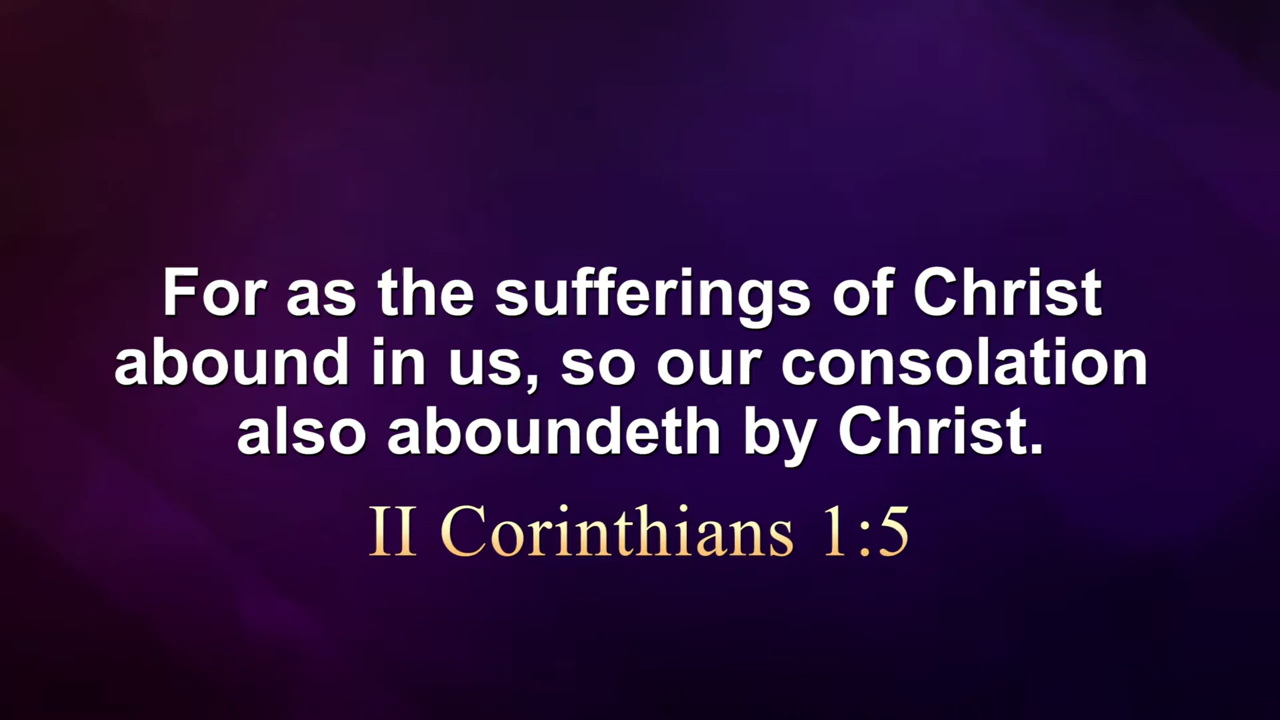 For as the sufferings of Christ
abound in us, so our consolation
also aboundeth by Christ.
II Corinthians 1:5